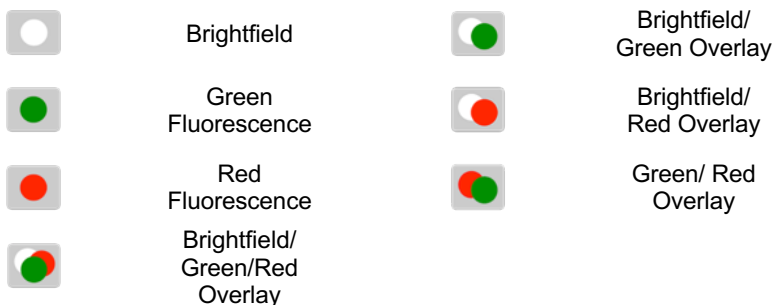 Brightfield
Brightfield/
Green Overlay
Green
Fluorescence
Brightfield/
Red Overlay
Red
Fluorescence
Green/ Red
Overlay
Brightfield/
Green/Red
Overlay